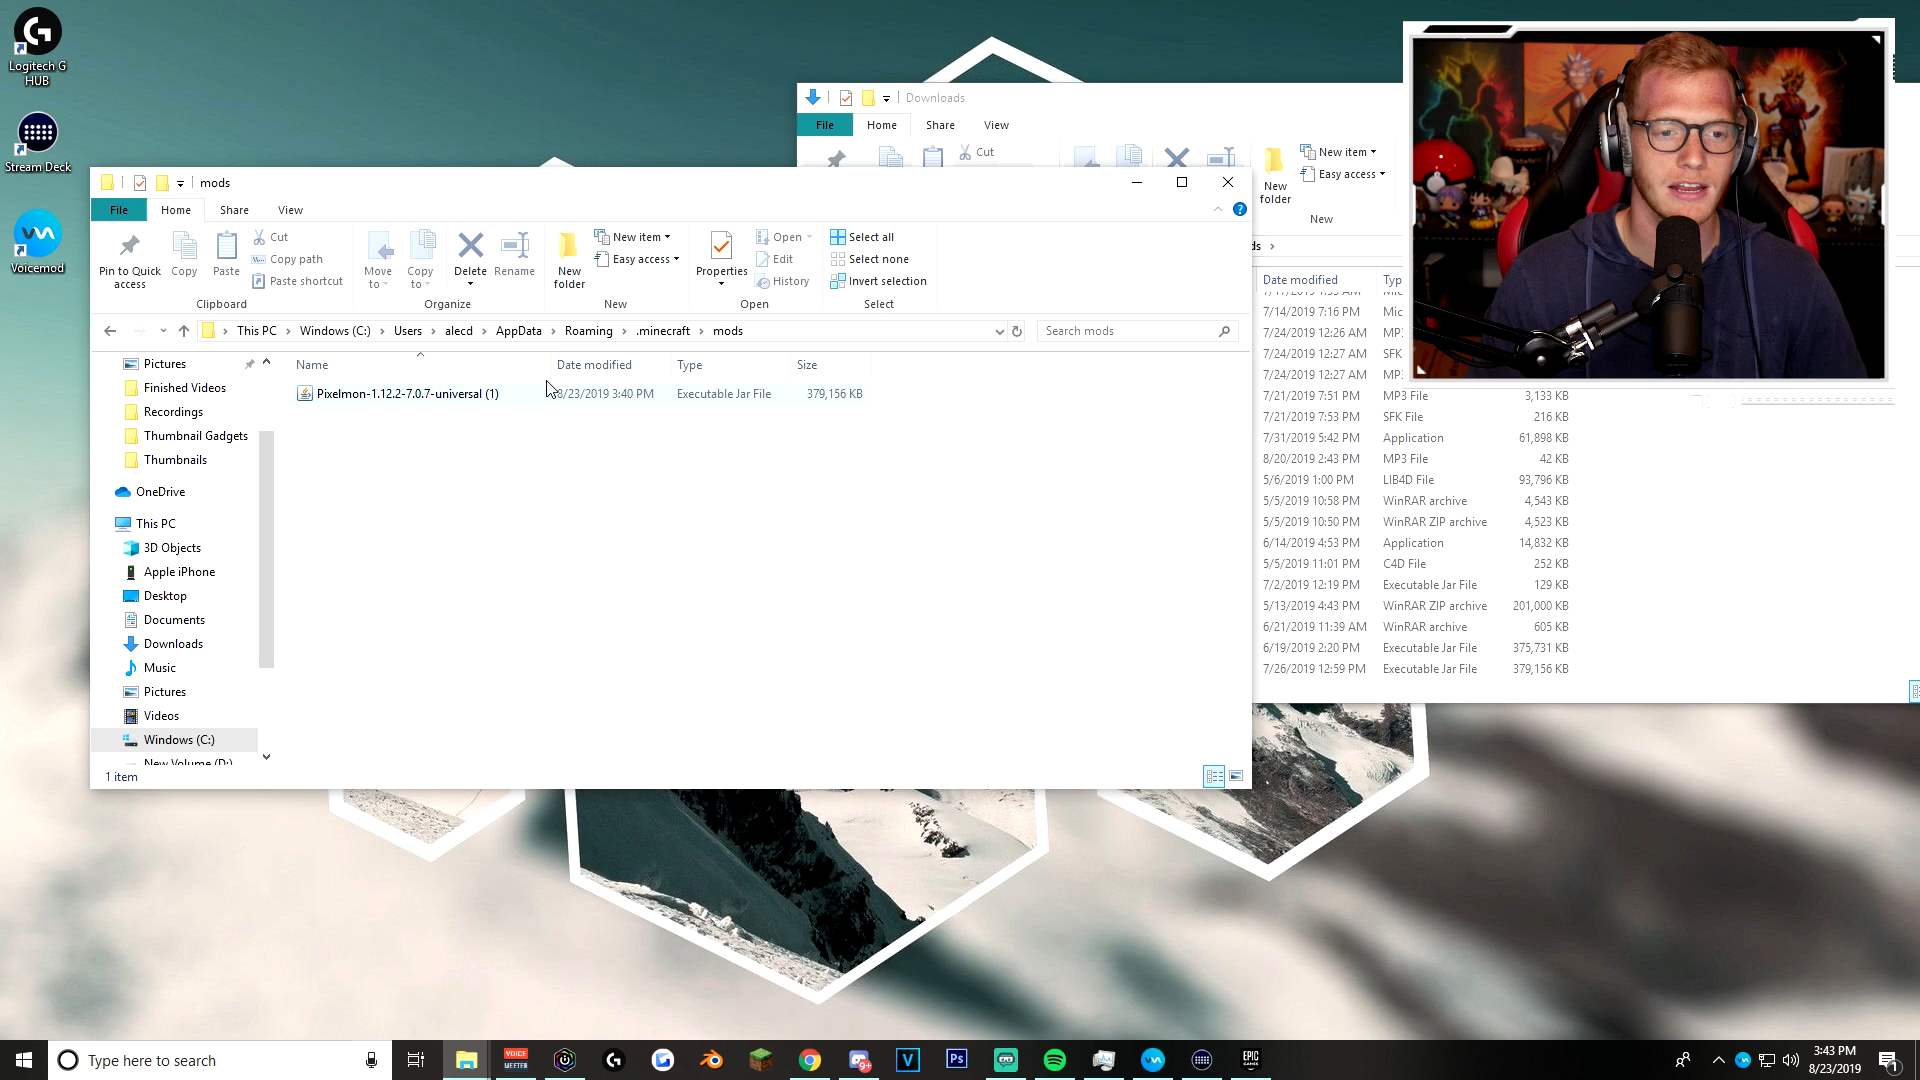 Logitech G
HUB
Stream Deck
Voicemod
Downloads
File Home Share View
Cut
New item
Easy access
New
folder
New
mods
File Home Share View
Pin to Quick
access
Copy
Paste
Cut
Copy path
Paste shortcut
Clipboard
Move
to
Copy
to
Delete
Rename
Organize
New
folder
New item
Easy access
New
Properties
Open
Edit
History
Open
Select all
Select none
Invert selection
Select
This PC > Windows (C:) > Users > alecd > AppData > Roaming > .minecraft > mods
Search mods
Name Date modified Type Size
Pixelmon-1.12.2-7.0.7-universal (1) 8/23/2019 3:40 PM Executable Jar File 379,156 KB
Pictures
Finished Videos
Recordings
Thumbnail Gadgets
Thumbnails
OneDrive
This PC
3D Objects
Apple iPhone
Desktop
Documents
Downloads
Music
Pictures
Videos
Windows (C:)
New Volume (D:)
1 item
ds >
Date modified Typ
7/14/2019 7:16 PM Mic
7/24/2019 12:26 AM MP
7/24/2019 12:27 AM SFK
7/24/2019 12:27 AM MP
7/21/2019 7:51 PM MP3 File 3,133 KB
7/21/2019 7:53 PM SFK File 216 KB
7/31/2019 5:42 PM Application 61,898 KB
8/20/2019 2:43 PM MP3 File 42 KB
5/6/2019 1:00 PM LIB4D File 93,796 KB
5/5/2019 10:58 PM WinRAR archive 4,543 KB
5/5/2019 10:50 PM WinRAR ZIP archive 4,523 KB
6/14/2019 4:53 PM Application 14,832 KB
5/5/2019 11:01 PM C4D File 252 KB
7/2/2019 12:19 PM Executable Jar File 129 KB
5/13/2019 4:43 PM WinRAR ZIP archive 201,000 KB
6/21/2019 11:39 AM WinRAR archive 605 KB
6/19/2019 2:20 PM Executable Jar File 375,731 KB
7/26/2019 12:59 PM Executable Jar File 379,156 KB
Type here to search
VOICE
MEETER
9+
V
Ps
EPIC
GAMES
3:43 PM
8/23/2019
1